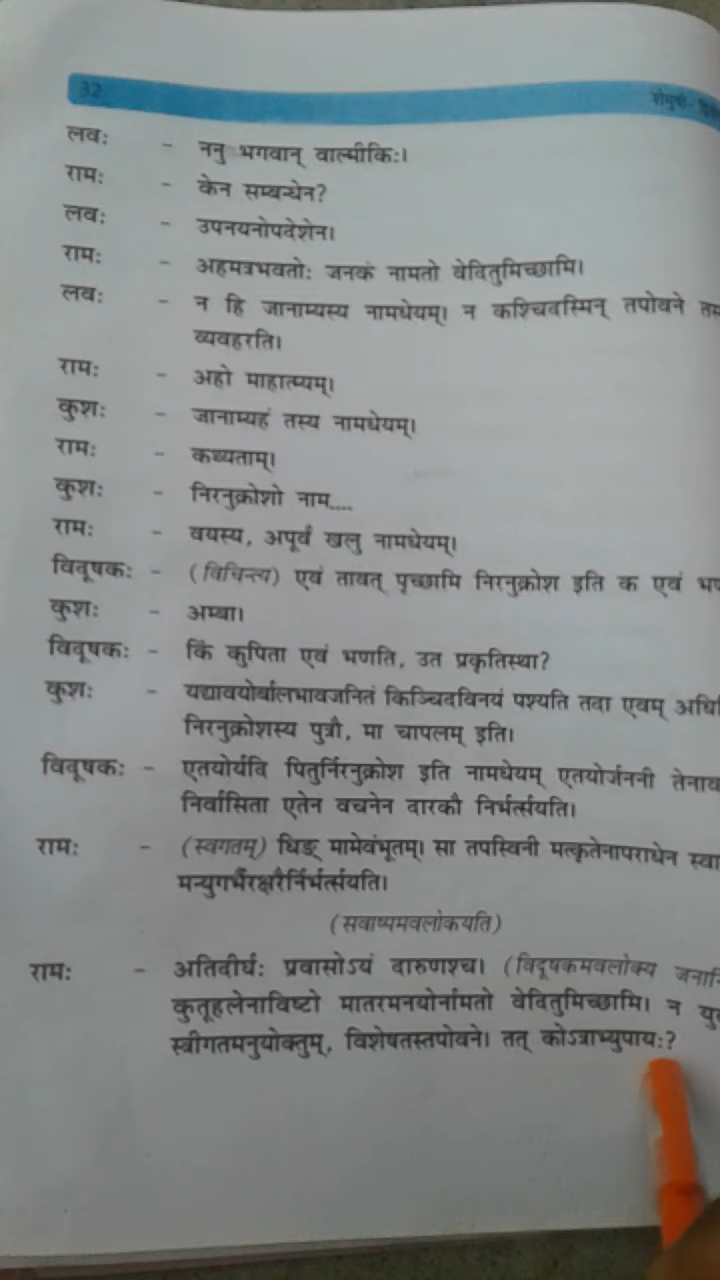 32 शेमुषी-
लवः - ननु भगवान् वाल्मीकिः।
रामः - केन सम्बन्धेन?
लवः - उपनयनोपदेशेन।
रामः - अहमत्रभवतोः जनकं नामतो वेदितुमिच्छामि।
लवः - न हि जानाम्यस्य नामधेयम्। न कश्चिदस्मिन् तपोवने
व्यवहरति।
रामः - अहो माहात्म्यम्।
कुशः - जानाम्यहं तस्य नामधेयम्।
रामः - कथ्यताम्।
कुशः - निरनुक्रोशो नाम....
रामः - वयस्य, अपूर्वं खलु नामधेयम्।
विदूषकः - (विचिन्त्य) एवं तावत् पृच्छामि निरनुक्रोश इति क एवं
कुशः - अम्बा।
विदूषकः - किं कुपिता एवं भणति, उत प्रकृतिस्था?
कुशः - यद्यावयोर्बालभावजनितं किञ्चिदविनयं पश्यति तदा एवम्
निरनुक्रोशस्य पुत्रौ, मा चापलम् इति।
विदूषकः - एतयोर्यदि पितुर्निरनुक्रोश इति नामधेयम् एतयोर्जननी
निर्वासिता एतेन वचनेन दारकौ निर्भर्त्सयति।
रामः - (स्वगतम्) धिङ् मामेवंभूतम्। सा तपस्विनी मत्कृतेनापराधेन
मन्युगर्भैरक्षरैर्निर्भर्त्सयति।
(सवाष्पमवलोकयति)
रामः - अतिदीर्घः प्रवासोऽयं दारुणश्च। (विदूषकमवलोक्य
कुतूहलेनाविष्टो मातरमनयोर्नामतो वेदितुमिच्छामि। न
स्त्रीगतमनुयोक्तुम्, विशेषतस्तपोवने। तत् कोऽत्राभ्युपायः?